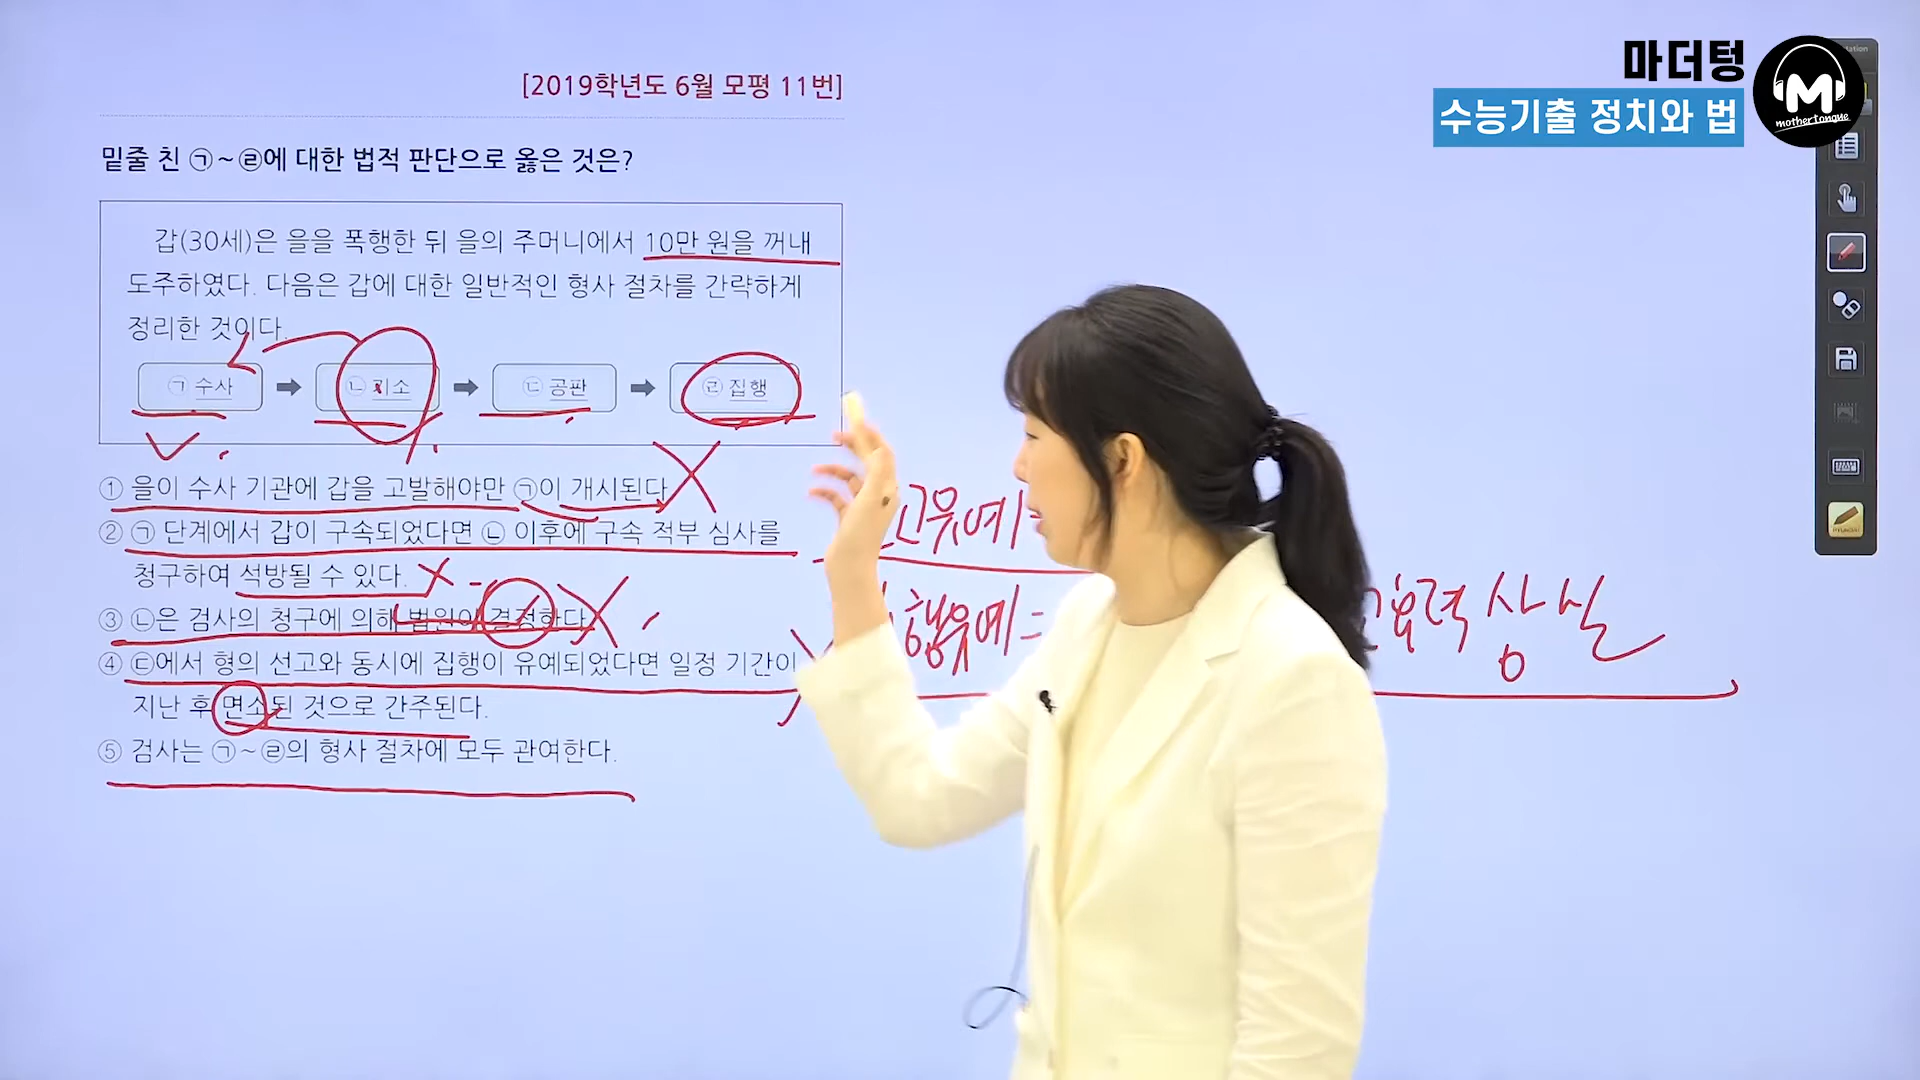 [2019학년도 6월 모평 11번]
마더텅
수능기출 정치와 법
M
mothertongue
밑줄 친 ㉠~㉣에 대한 법적 판단으로 옳은 것은?
갑(30세)은 을을 폭행한 뒤 을의 주머니에서 10만 원을 꺼내
도주하였다. 다음은 갑에 대한 일반적인 형사 절차를 간략하게
정리한 것이다.
㉠ 수사 → ㉡ 기소 → ㉢ 공판 → ㉣ 집행
① 을이 수사 기관에 갑을 고발해야만 ㉠이 개시된다.
② ㉠ 단계에서 갑이 구속되었다면 ㉡ 이후에 구속 적부 심사를
청구하여 석방될 수 있다.
③ ㉡은 검사의 청구에 의해 법원이 결정한다.
④ ㉢에서 형의 선고와 동시에 집행이 유예되었다면 일정 기간이
지난 후 면소된 것으로 간주된다.
⑤ 검사는 ㉠~㉣의 형사 절차에 모두 관여한다.
고유예=
행유예= 효력 상실